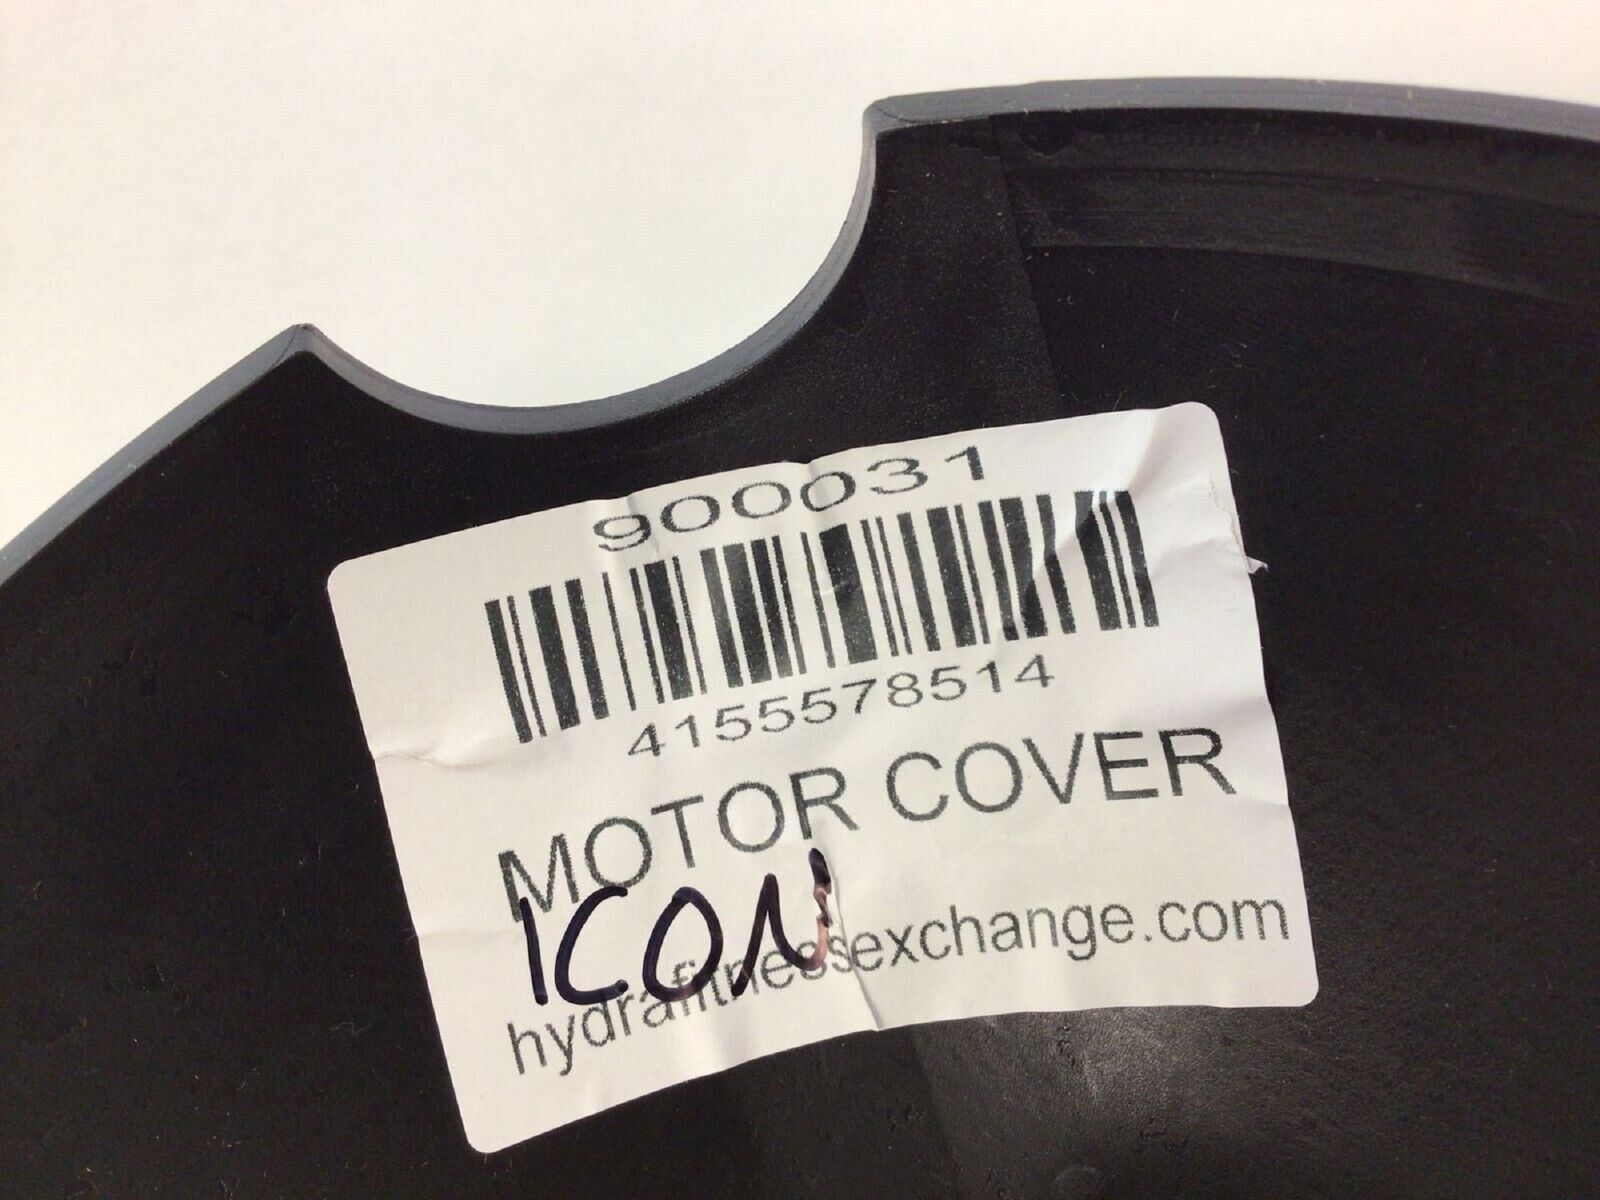 900031
4155578514
MOTOR COVER
ICON
hydrafitnessexchange.com